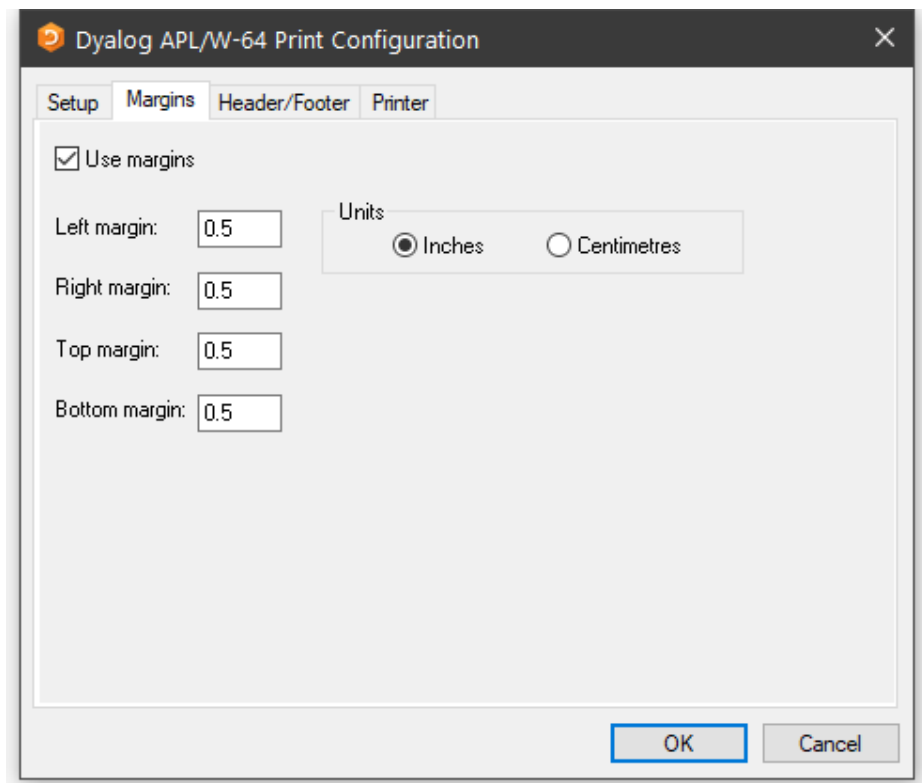 Dyalog APL/W-64 Print Configuration
Setup Margins Header/Footer Printer
Use margins
Units
Left margin: 0.5
Inches Centimetres
Right margin: 0.5
Top margin: 0.5
Bottom margin: 0.5
OK Cancel